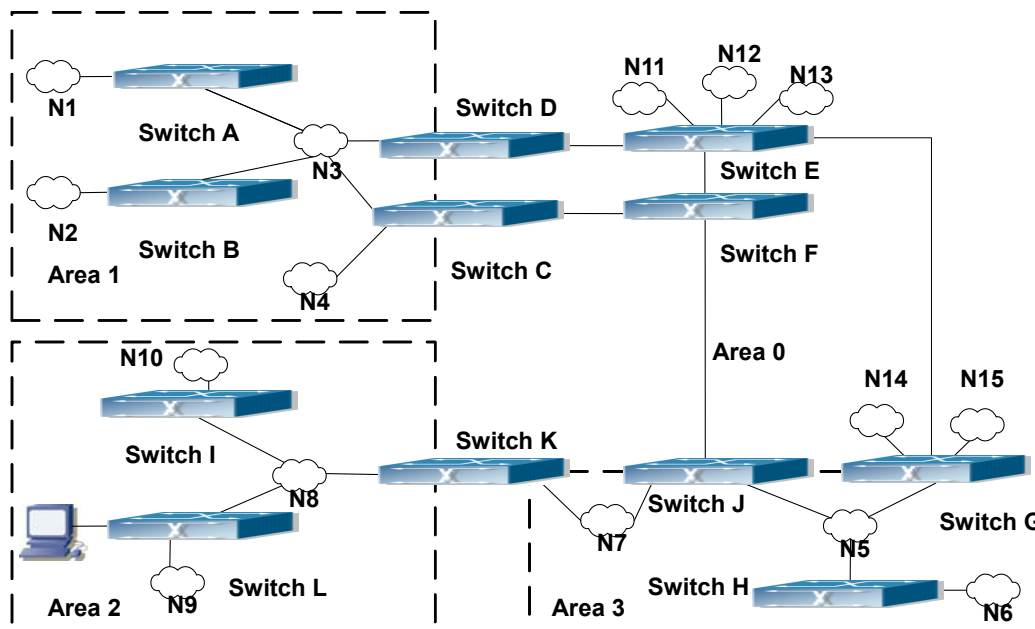 N11
N12
N13
N1
Switch A
N3
Switch D
Switch E
N2
Switch B
Area 1
N4
Switch C
Switch F
Area 0
N10
Switch I
Switch K
N14
N15
N8
Switch J
Switch G
N7
N5
Area 2
N9
Switch L
Area 3
Switch H
N6